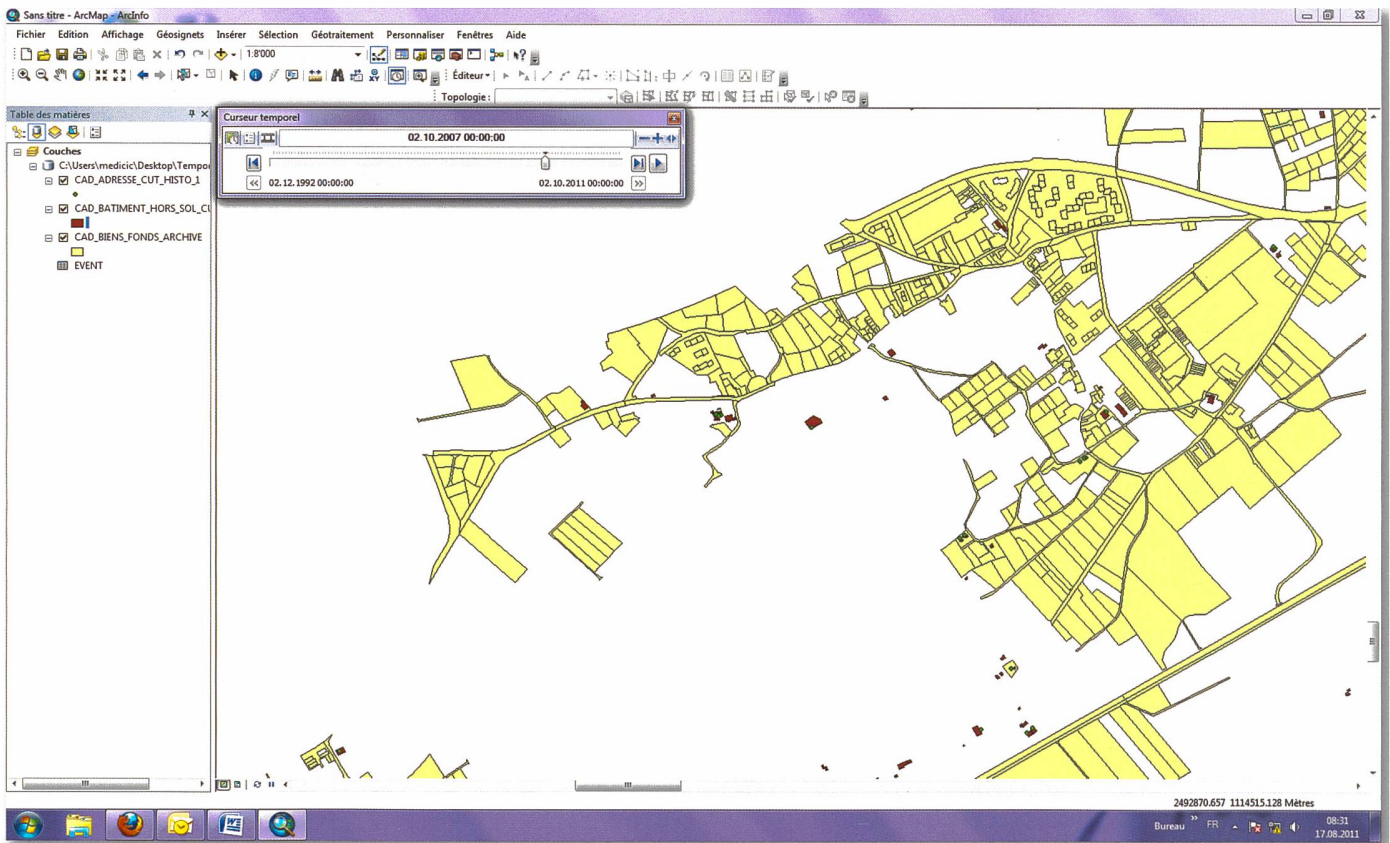 Sans titre - ArcMap - ArcInfo
Fichier Edition Affichage Géosignets Insérer Sélection Géotraitement Personnaliser Fenêtres Aide
1:8'000
Éditeur
Topologie :
Table des matières
Curseur temporel
02.10.2007 00:00:00
02.12.1992 00:00:00 02.10.2011 00:00:00
Couches
C:\Users\medicic\Desktop\Tempor
CAD_ADRESSE_CUT_HISTO_1
CAD_BATIMENT_HORS_SOL_CU
CAD_BIENS_FONDS_ARCHIVE
EVENT
2492870.657 1114515.128 Mètres
Bureau FR 08:31
17.08.2011